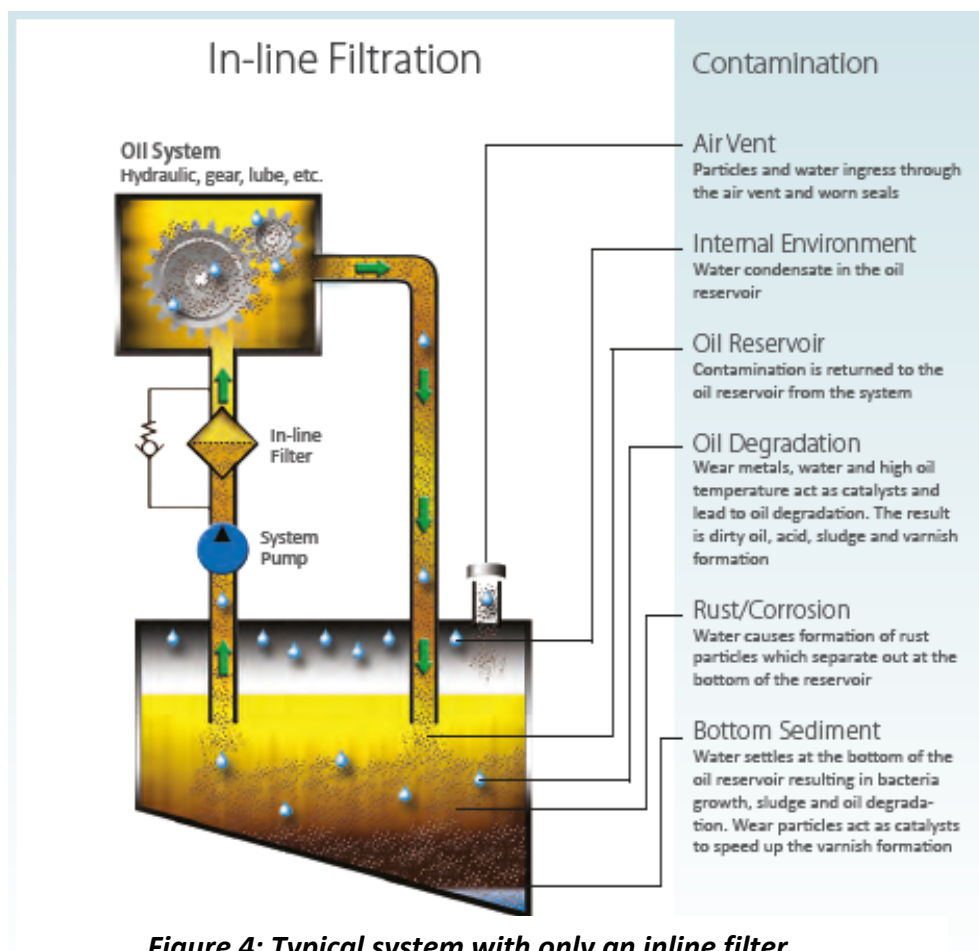 In-line Filtration
Oil System
Hydraulic, gear, lube, etc.
In-line
Filter
System
Pump
Contamination
Air Vent
Particles and water ingress through
the air vent and worn seals
Internal Environment
Water condensate in the oil
reservoir
Oil Reservoir
Contamination is returned to the
oil reservoir from the system
Oil Degradation
Wear metals, water and high oil
temperature act as catalysts and
lead to oil degradation. The result
is dirty oil, acid, sludge and varnish
formation
Rust/Corrosion
Water causes formation of rust
particles which separate out at the
bottom of the reservoir
Bottom Sediment
Water settles at the bottom of the
oil reservoir resulting in bacteria
growth, sludge and oil degrada-
tion. Wear particles act as catalysts
to speed up the varnish formation
Figure 4: Typical system with only an inline filter